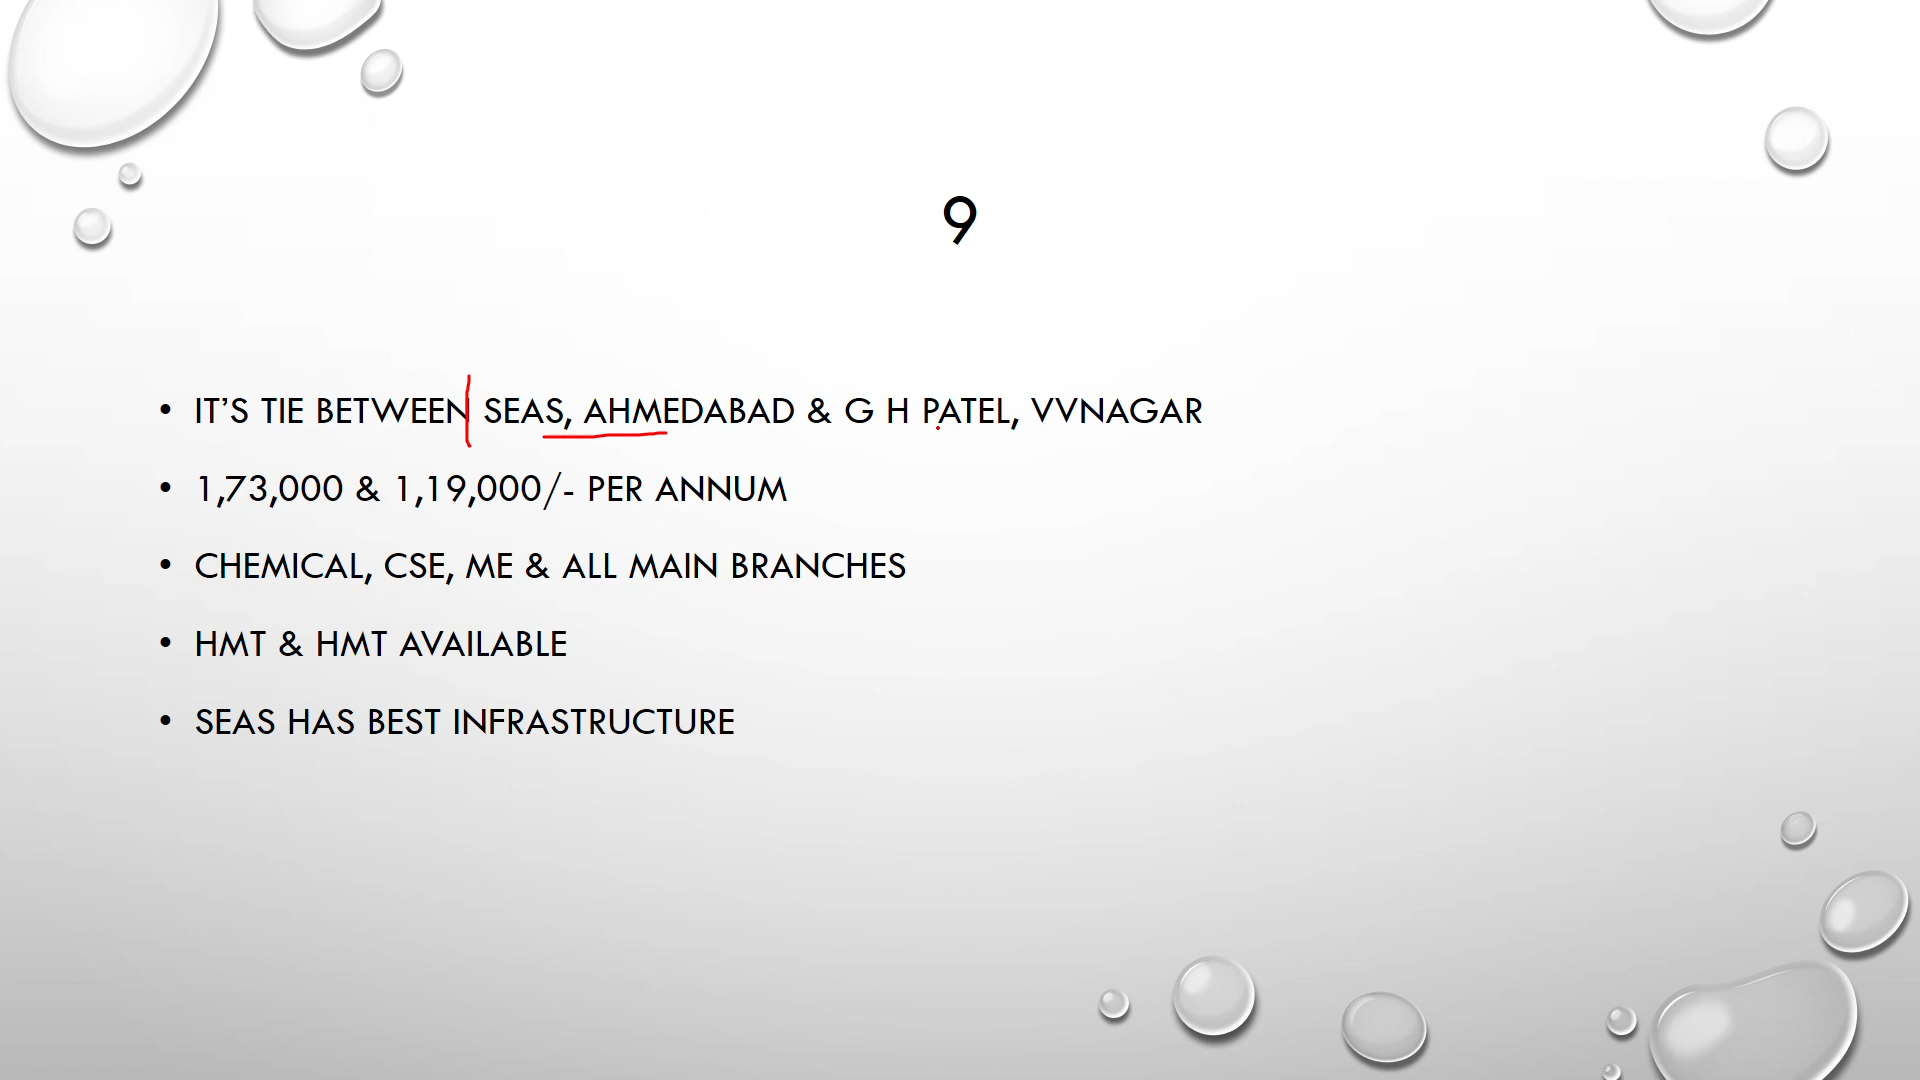 9
• IT'S TIE BETWEEN SEAS, AHMEDABAD & G H PATEL, VVNAGAR
• 1,73,000 & 1,19,000/- PER ANNUM
• CHEMICAL, CSE, ME & ALL MAIN BRANCHES
• HMT & HMT AVAILABLE
• SEAS HAS BEST INFRASTRUCTURE